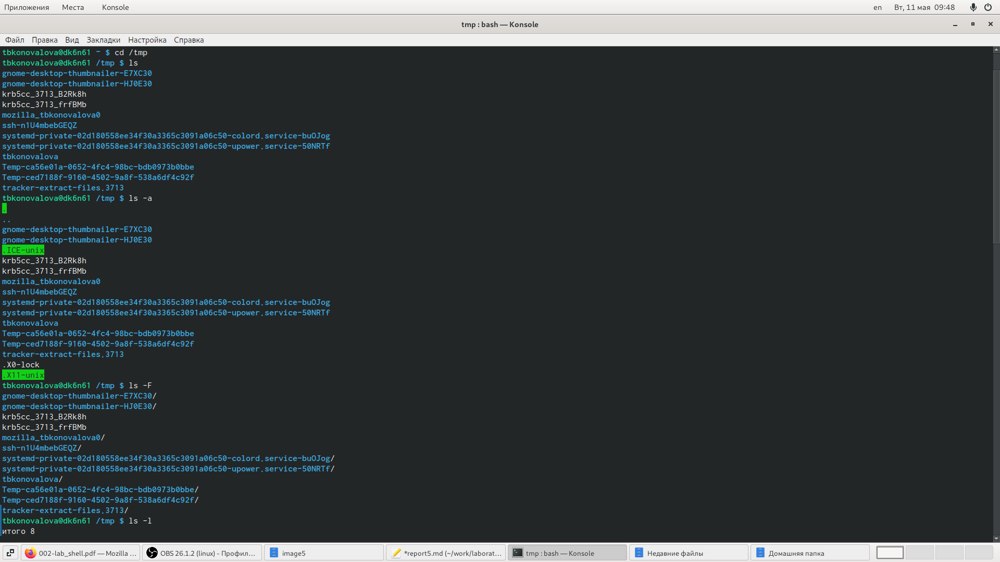 Приложения Места Konsole en Вт, 11 мая 09:48
tmp : bash — Konsole
Файл Правка Вид Закладки Настройка Справка
tbkonovalova@dk6n61 ~ $ cd /tmp
tbkonovalova@dk6n61 /tmp $ ls
gnome-desktop-thumbnailer-E7XC30
gnome-desktop-thumbnailer-HJ0E30
krb5cc_3713_B2Rk8h
krb5cc_3713_frfBMb
mozilla_tbkonovalova0
ssh-n1U4mbebGEQZ
systemd-private-02d180558ee34f30a3365c3091a06c50-colord.service-buOJog
systemd-private-02d180558ee34f30a3365c3091a06c50-upower.service-50NRTf
tbkonovalova
Temp-ca56e01a-0652-4fc4-98bc-bdb0973b0bbe
Temp-ced7188f-9160-4502-9a8f-538a6df4c92f
tracker-extract-files.3713
tbkonovalova@dk6n61 /tmp $ ls -a
.
..
gnome-desktop-thumbnailer-E7XC30
gnome-desktop-thumbnailer-HJ0E30
.ICE-unix
krb5cc_3713_B2Rk8h
krb5cc_3713_frfBMb
mozilla_tbkonovalova0
ssh-n1U4mbebGEQZ
systemd-private-02d180558ee34f30a3365c3091a06c50-colord.service-buOJog
systemd-private-02d180558ee34f30a3365c3091a06c50-upower.service-50NRTf
tbkonovalova
Temp-ca56e01a-0652-4fc4-98bc-bdb0973b0bbe
Temp-ced7188f-9160-4502-9a8f-538a6df4c92f
tracker-extract-files.3713
.X0-lock
.X11-unix
tbkonovalova@dk6n61 /tmp $ ls -F
gnome-desktop-thumbnailer-E7XC30/
gnome-desktop-thumbnailer-HJ0E30/
krb5cc_3713_B2Rk8h
krb5cc_3713_frfBMb
mozilla_tbkonovalova0/
ssh-n1U4mbebGEQZ/
systemd-private-02d180558ee34f30a3365c3091a06c50-colord.service-buOJog/
systemd-private-02d180558ee34f30a3365c3091a06c50-upower.service-50NRTf/
tbkonovalova/
Temp-ca56e01a-0652-4fc4-98bc-bdb0973b0bbe/
Temp-ced7188f-9160-4502-9a8f-538a6df4c92f/
tracker-extract-files.3713/
tbkonovalova@dk6n61 /tmp $ ls -l
итого 8
002-lab_shell.pdf — Mozilla ... OBS 26.1.2 (linux) - Профил... image5 *report5.md (~/work/laborat... tmp : bash — Konsole Недавние файлы Домашняя папка